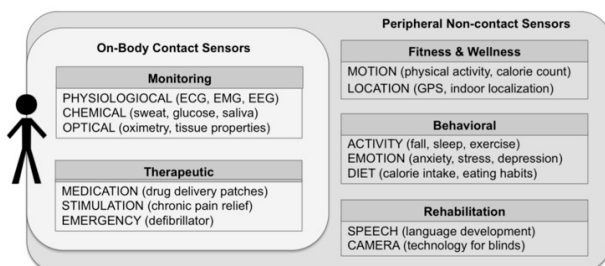 Peripheral Non-contact Sensors
On-Body Contact Sensors
Monitoring
PHYSIOLOGIOCAL (ECG, EMG, EEG)
CHEMICAL (sweat, glucose, saliva)
OPTICAL (oximetry, tissue properties)
Therapeutic
MEDICATION (drug delivery patches)
STIMULATION (chronic pain relief)
EMERGENCY (defibrillator)
Fitness & Wellness
MOTION (physical activity, calorie count)
LOCATION (GPS, indoor localization)
Behavioral
ACTIVITY (fall, sleep, exercise)
EMOTION (anxiety, stress, depression)
DIET (calorie intake, eating habits)
Rehabilitation
SPEECH (language development)
CAMERA (technology for blinds)